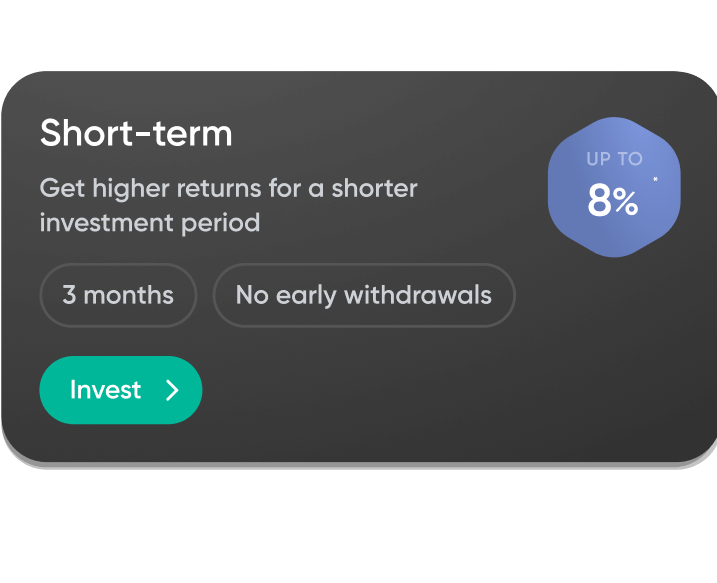 Short-term
Get higher returns for a shorter
investment period
UP TO
8%*
3 months
No early withdrawals
Invest